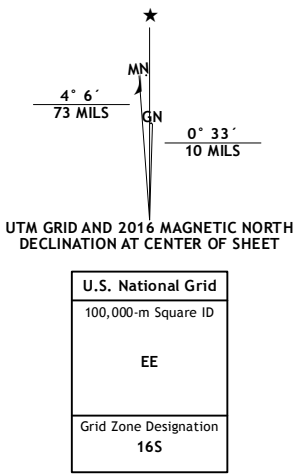 MN
4° 6´
73 MILS
GN
0° 33´
10 MILS
UTM GRID AND 2016 MAGNETIC NORTH
DECLINATION AT CENTER OF SHEET
U.S. National Grid
100,000-m Square ID
EE
Grid Zone Designation
16S